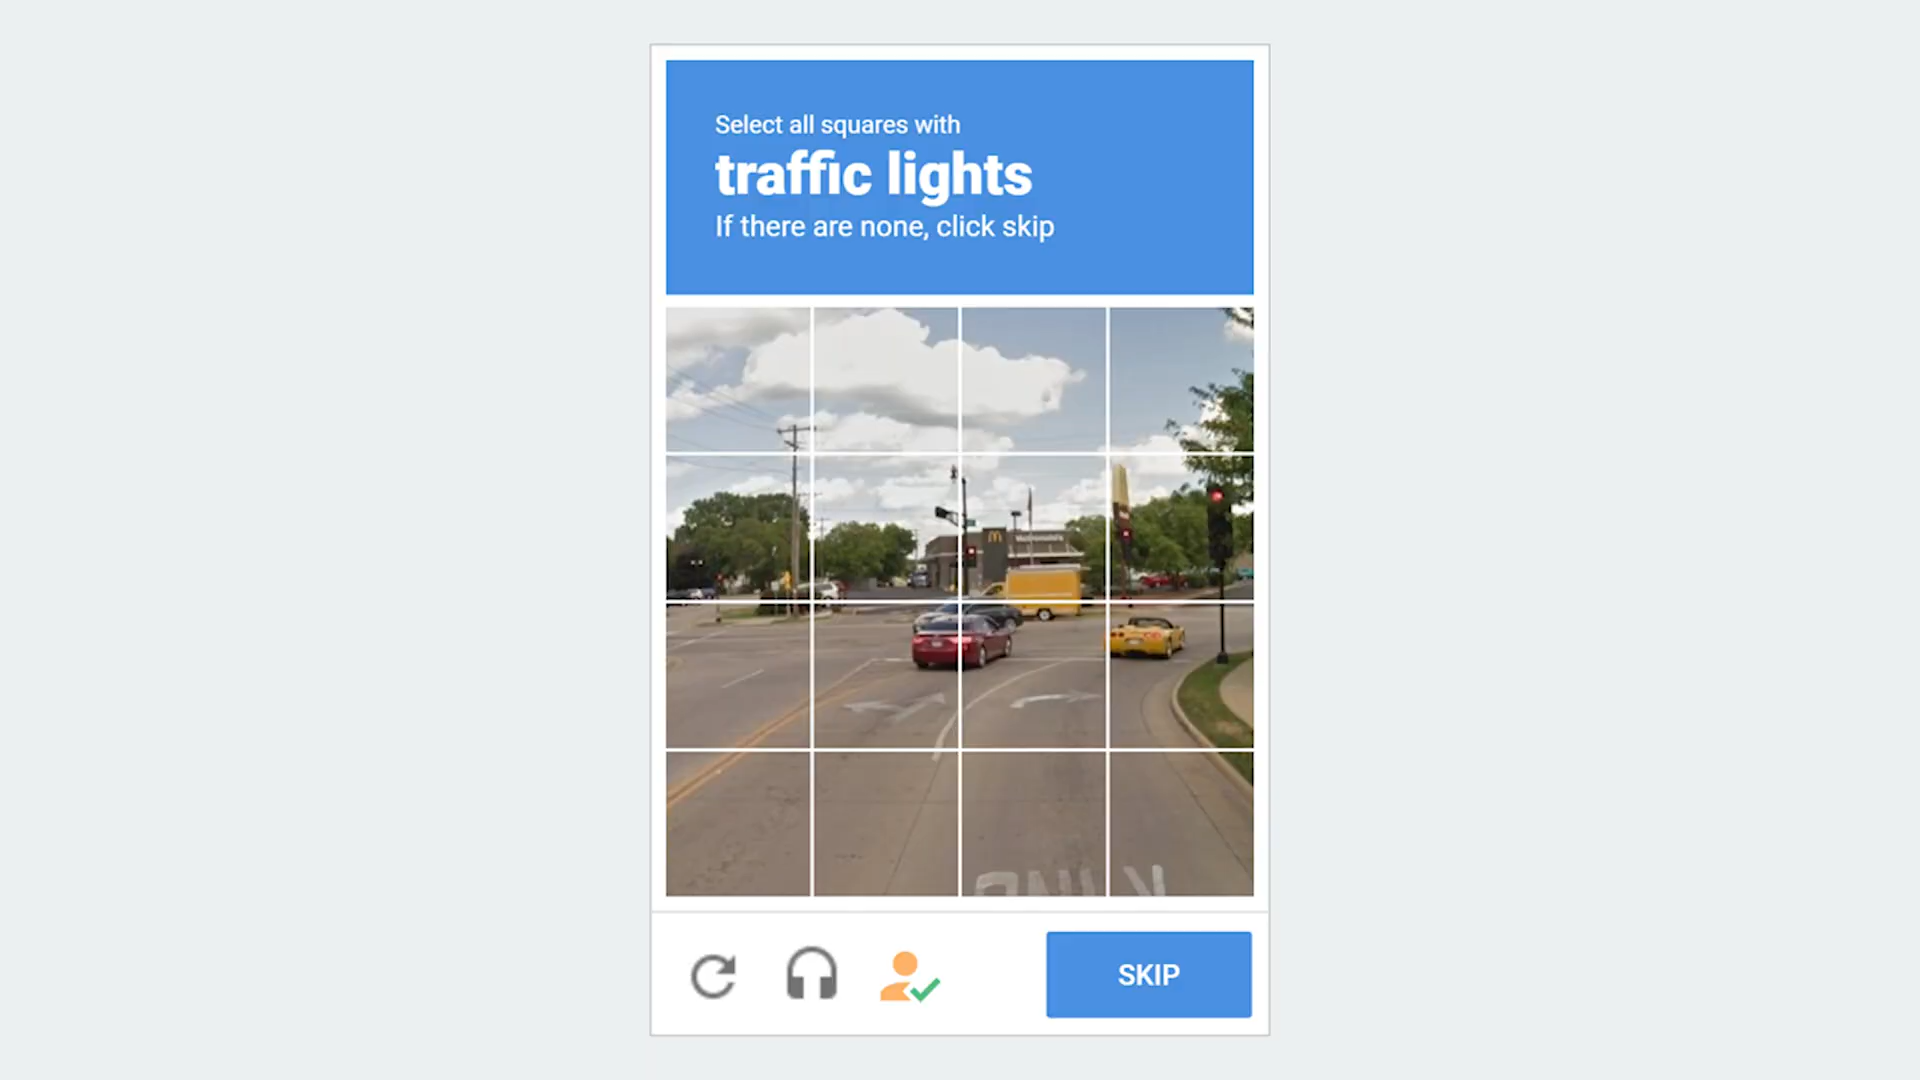 Select all squares with
traffic lights
If there are none, click skip
SKIP